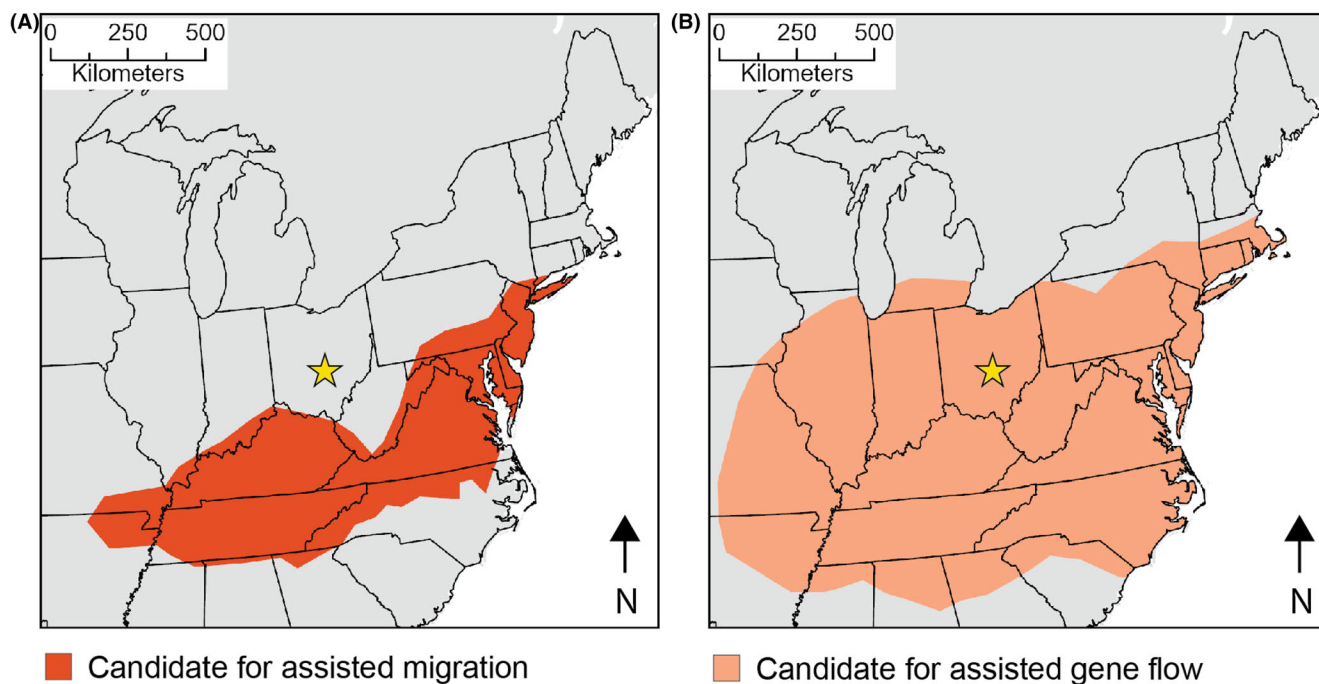 (A)
0 250 500
Kilometers
N
Candidate for assisted migration
(B)
0 250 500
Kilometers
N
Candidate for assisted gene flow